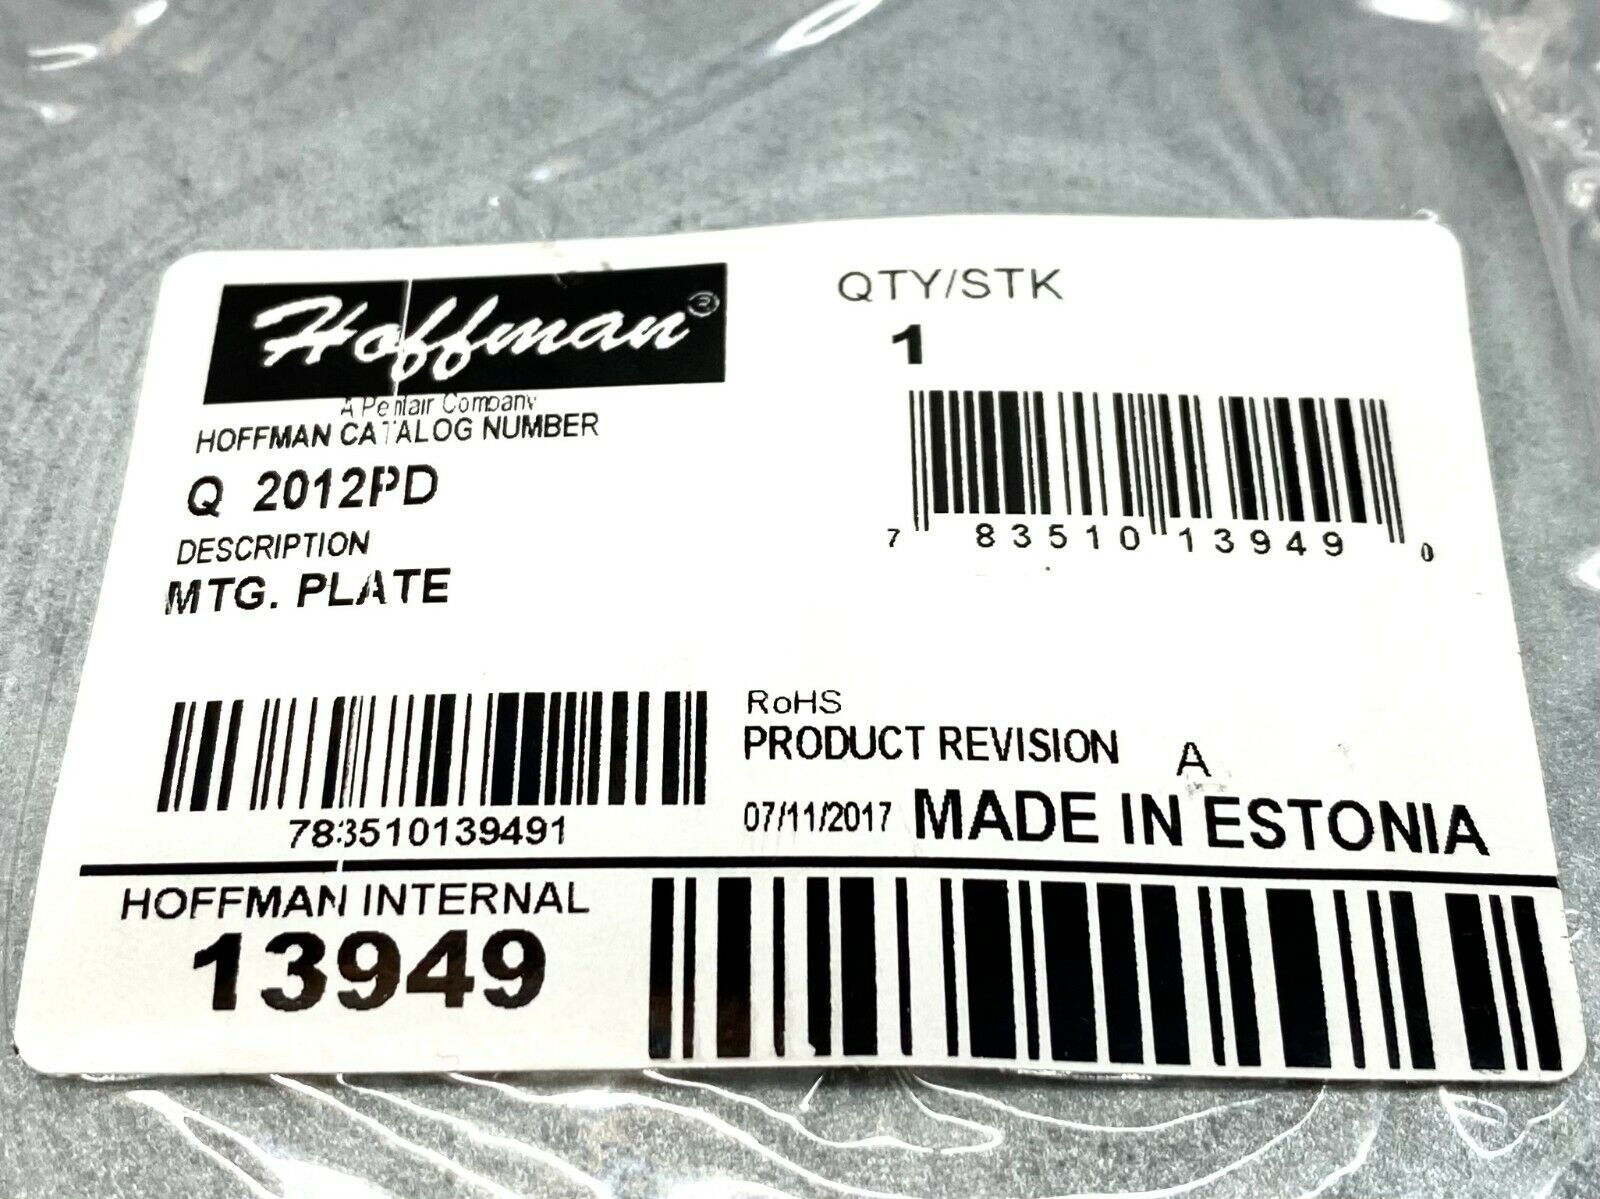 Hoffman®
A Pentair Company
HOFFMAN CATALOG NUMBER
Q 2012PD
DESCRIPTION
MTG. PLATE
783510139491
QTY/STK
1
7 83510 13949 0
RoHS
PRODUCT REVISION A
07/11/2017 MADE IN ESTONIA
HOFFMAN INTERNAL
13949